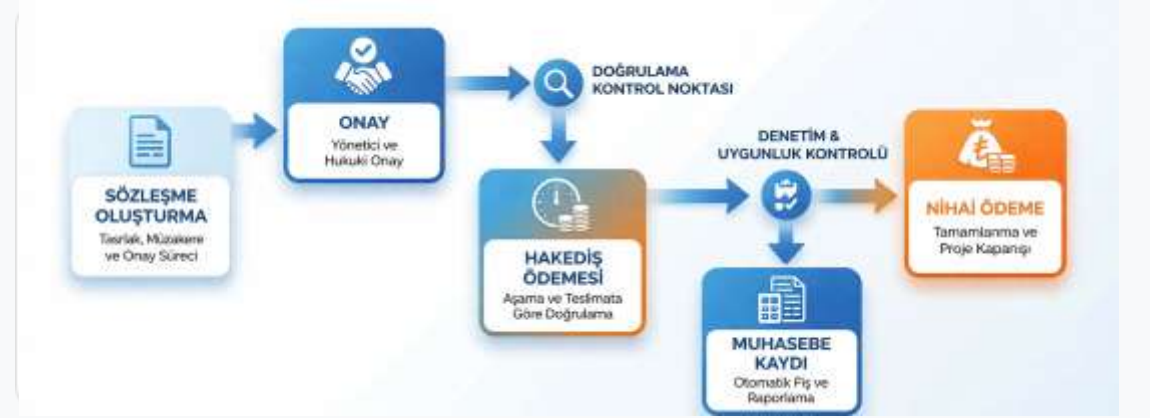 SÖZLEŞME
OLUŞTURMA
Tasrlak, Müzakere
ve Onay Süreci
ONAY
Yönetici ve
Hukuki Onay
DOĞRULAMA
KONTROL NOKTASI
HAKEDİŞ
ÖDEMESİ
Aşama ve Teslimata
Göre Doğrulama
DENETİM &
UYGUNLUK KONTROLÜ
MUHASEBE
KAYDI
Otomatik Fiş ve
Raporlama
NİHAİ ÖDEME
Tamamlanma ve
Proje Kapanışı